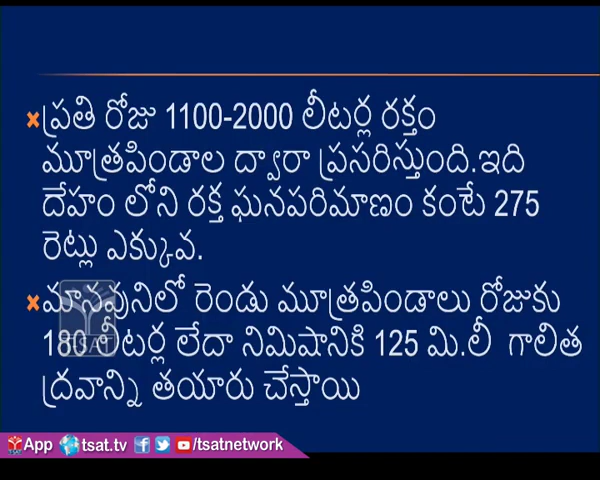 ప్రతి రోజు 1100-2000 లీటర్ల రక్తం
మూత్రపిండాల ద్వారా ప్రసరిస్తుంది.ఇది
దేహం లోని రక్త ఘనపరిమాణం కంటే 275
రెట్లు ఎక్కువ.
మానవునిలో రెండు మూత్రపిండాలు రోజుకు
180 లీటర్ల లేదా నిమిషానికి 125 మి.లీ గాలిత
ద్రవాన్ని తయారు చేస్తాయి
TSAT
App tsat.tv /tsatnetwork